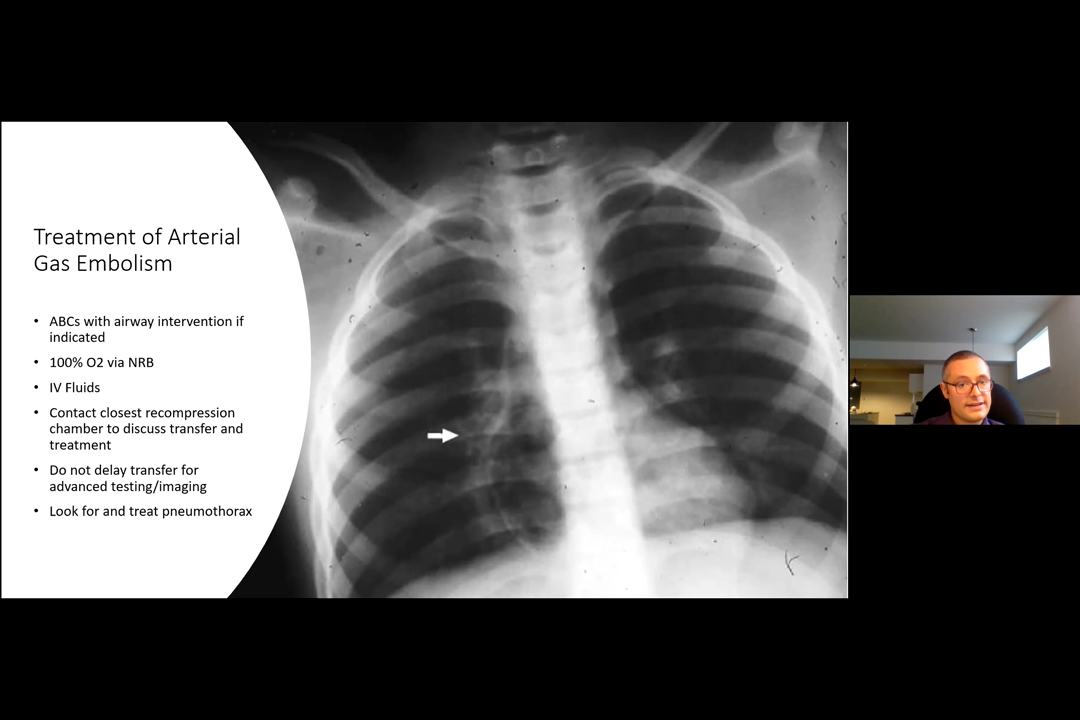 Treatment of Arterial
Gas Embolism
• ABCs with airway intervention if
indicated
• 100% O2 via NRB
• IV Fluids
• Contact closest recompression
chamber to discuss transfer and
treatment
• Do not delay transfer for
advanced testing/imaging
• Look for and treat pneumothorax